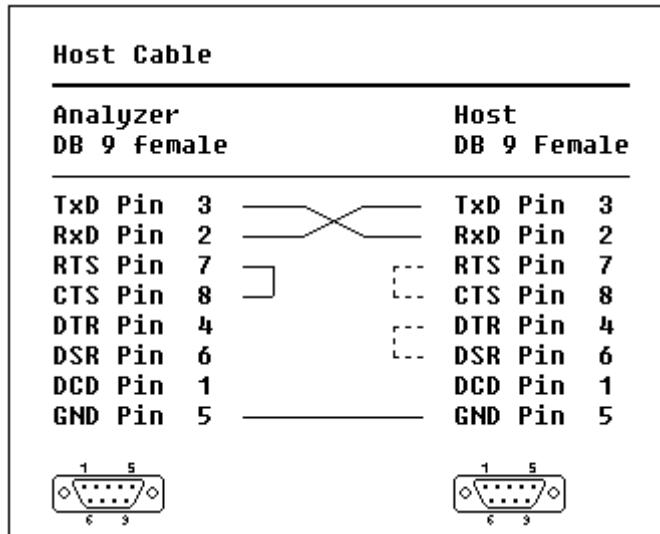 Host Cable
Analyzer Host
DB 9 female DB 9 Female
TxD Pin 3 TxD Pin 3
RxD Pin 2 RxD Pin 2
RTS Pin 7 RTS Pin 7
CTS Pin 8 CTS Pin 8
DTR Pin 4 DTR Pin 4
DSR Pin 6 DSR Pin 6
DCD Pin 1 DCD Pin 1
GND Pin 5 GND Pin 5
1 5 1 5
6 9 6 9